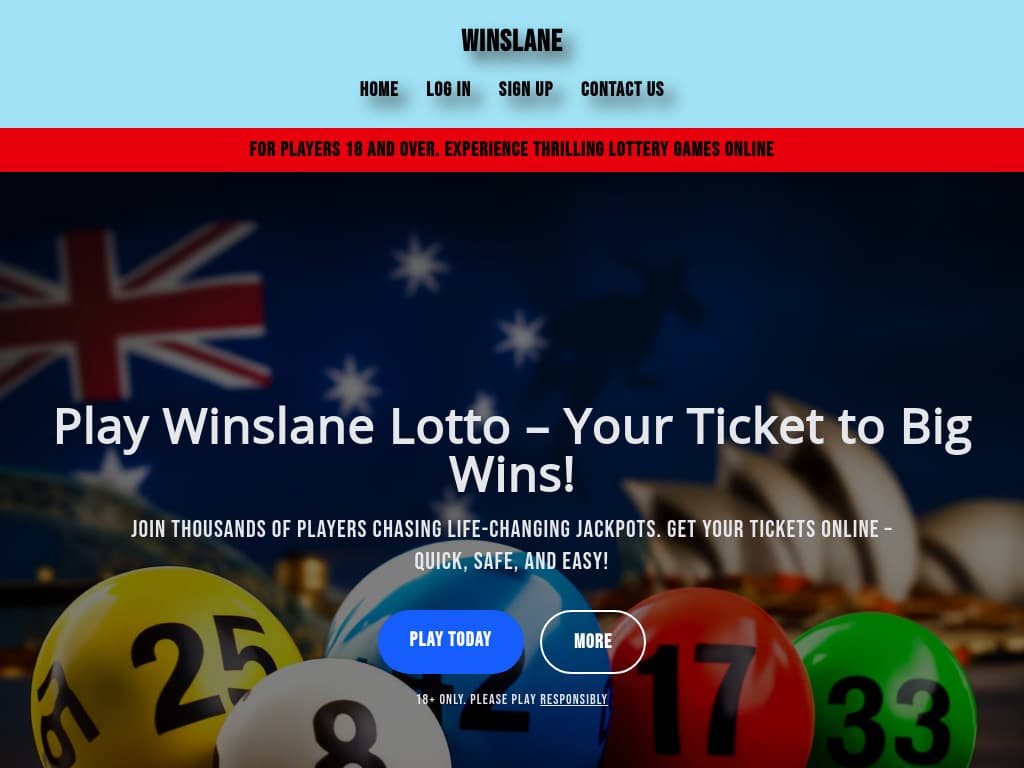 WINSLANE
HOME LOG IN SIGN UP CONTACT US
FOR PLAYERS 18 AND OVER. EXPERIENCE THRILLING LOTTERY GAMES ONLINE
Play Winslane Lotto – Your Ticket to Big
Wins!
JOIN THOUSANDS OF PLAYERS CHASING LIFE-CHANGING JACKPOTS. GET YOUR TICKETS ONLINE –
QUICK, SAFE, AND EASY!
PLAY TODAY MORE
18+ ONLY. PLEASE PLAY RESPONSIBLY
25
8
17
33